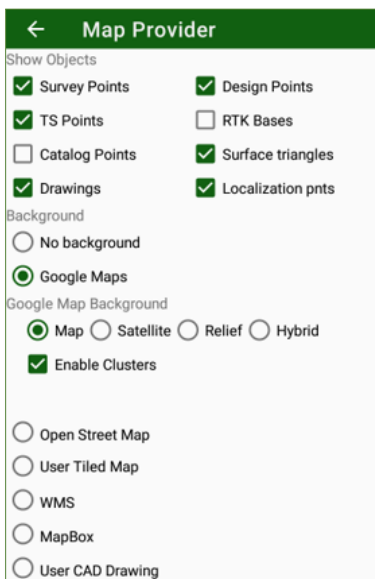 Map Provider
Show Objects
Survey Points Design Points
TS Points RTK Bases
Catalog Points Surface triangles
Drawings Localization pnts
Background
No background
Google Maps
Google Map Background
Map Satellite Relief Hybrid
Enable Clusters
Open Street Map
User Tiled Map
WMS
MapBox
User CAD Drawing